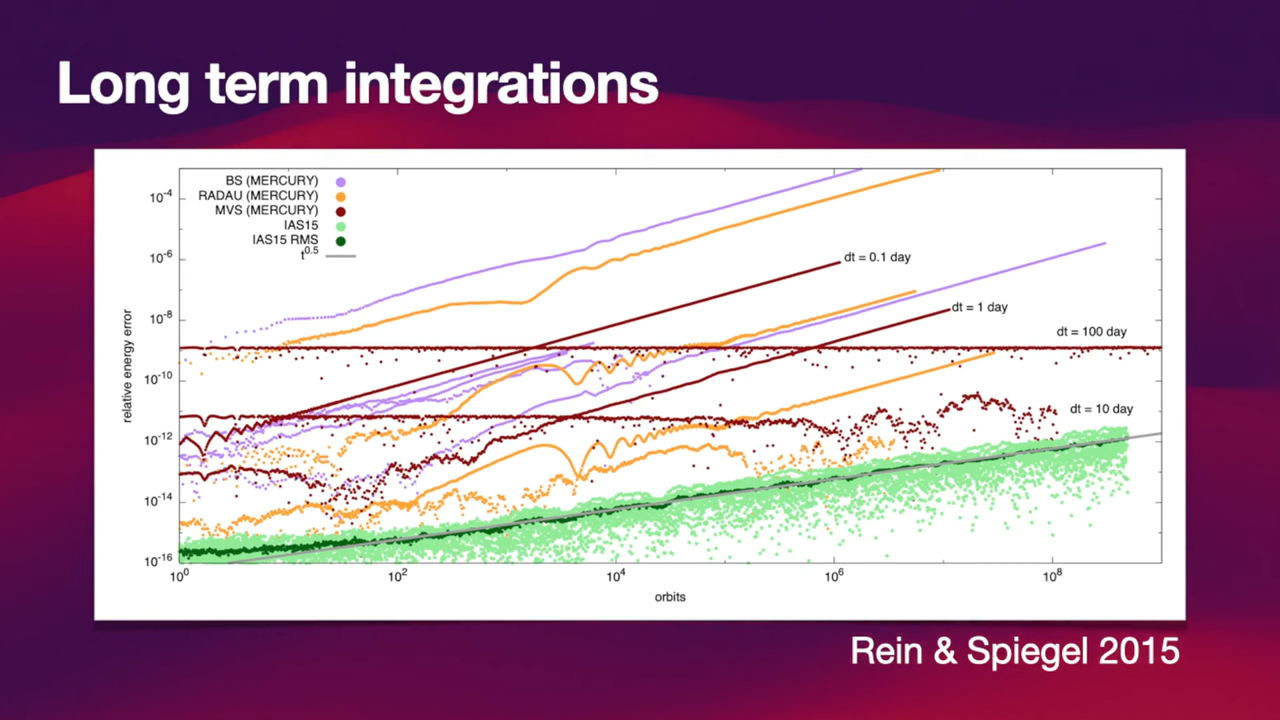 Long term integrations
BS (MERCURY)
RADAU (MERCURY)
MVS (MERCURY)
IAS15
IAS15 RMS
t^0.5
relative energy error
10^-4
10^-6
10^-8
10^-10
10^-12
10^-14
10^-16
dt = 0.1 day
dt = 1 day
dt = 100 day
dt = 10 day
10^0 10^2 10^4 10^6 10^8
orbits
Rein & Spiegel 2015